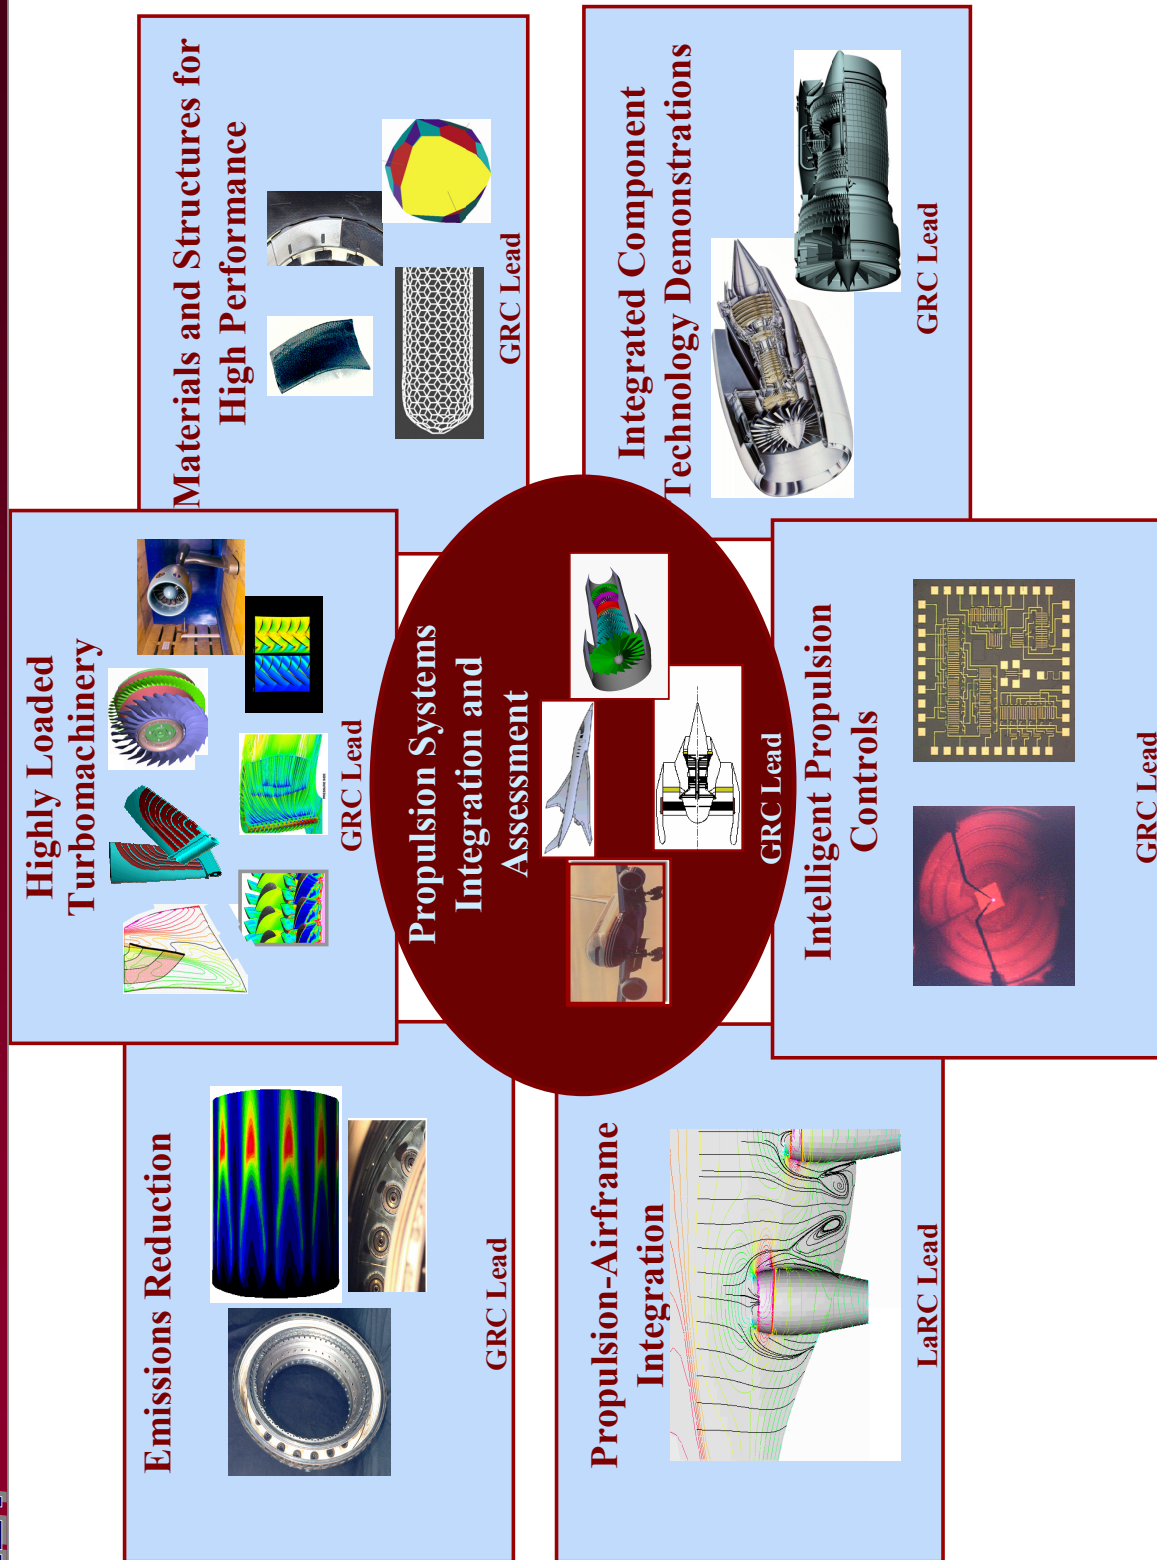 Emissions Reduction
GRC Lead
Highly Loaded
Turbomachinery
GRC Lead
Materials and Structures for
High Performance
GRC Lead
Propulsion Systems
Integration and
Assessment
GRC Lead
Propulsion-Airframe
Integration
LaRC Lead
Intelligent Propulsion
Controls
GRC Lead
Integrated Component
Technology Demonstrations
GRC Lead